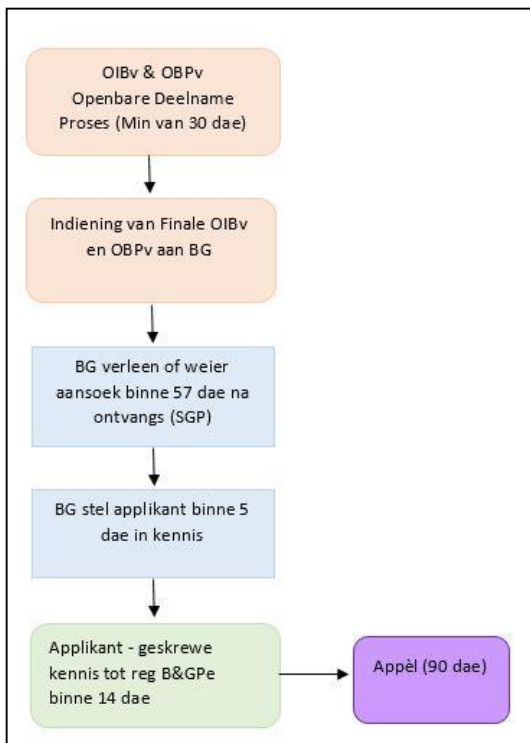 OIBv & OBPv
Openbare Deelname
Proses (Min van 30 dae)
Indiening van Finale OIBv
en OBPv aan BG
BG verleen of weier
aansoek binne 57 dae na
ontvangs (SGP)
BG stel applikant binne 5
dae in kennis
Applikant - geskrewe
kennis tot reg B&GPe
binne 14 dae
Appèl (90 dae)